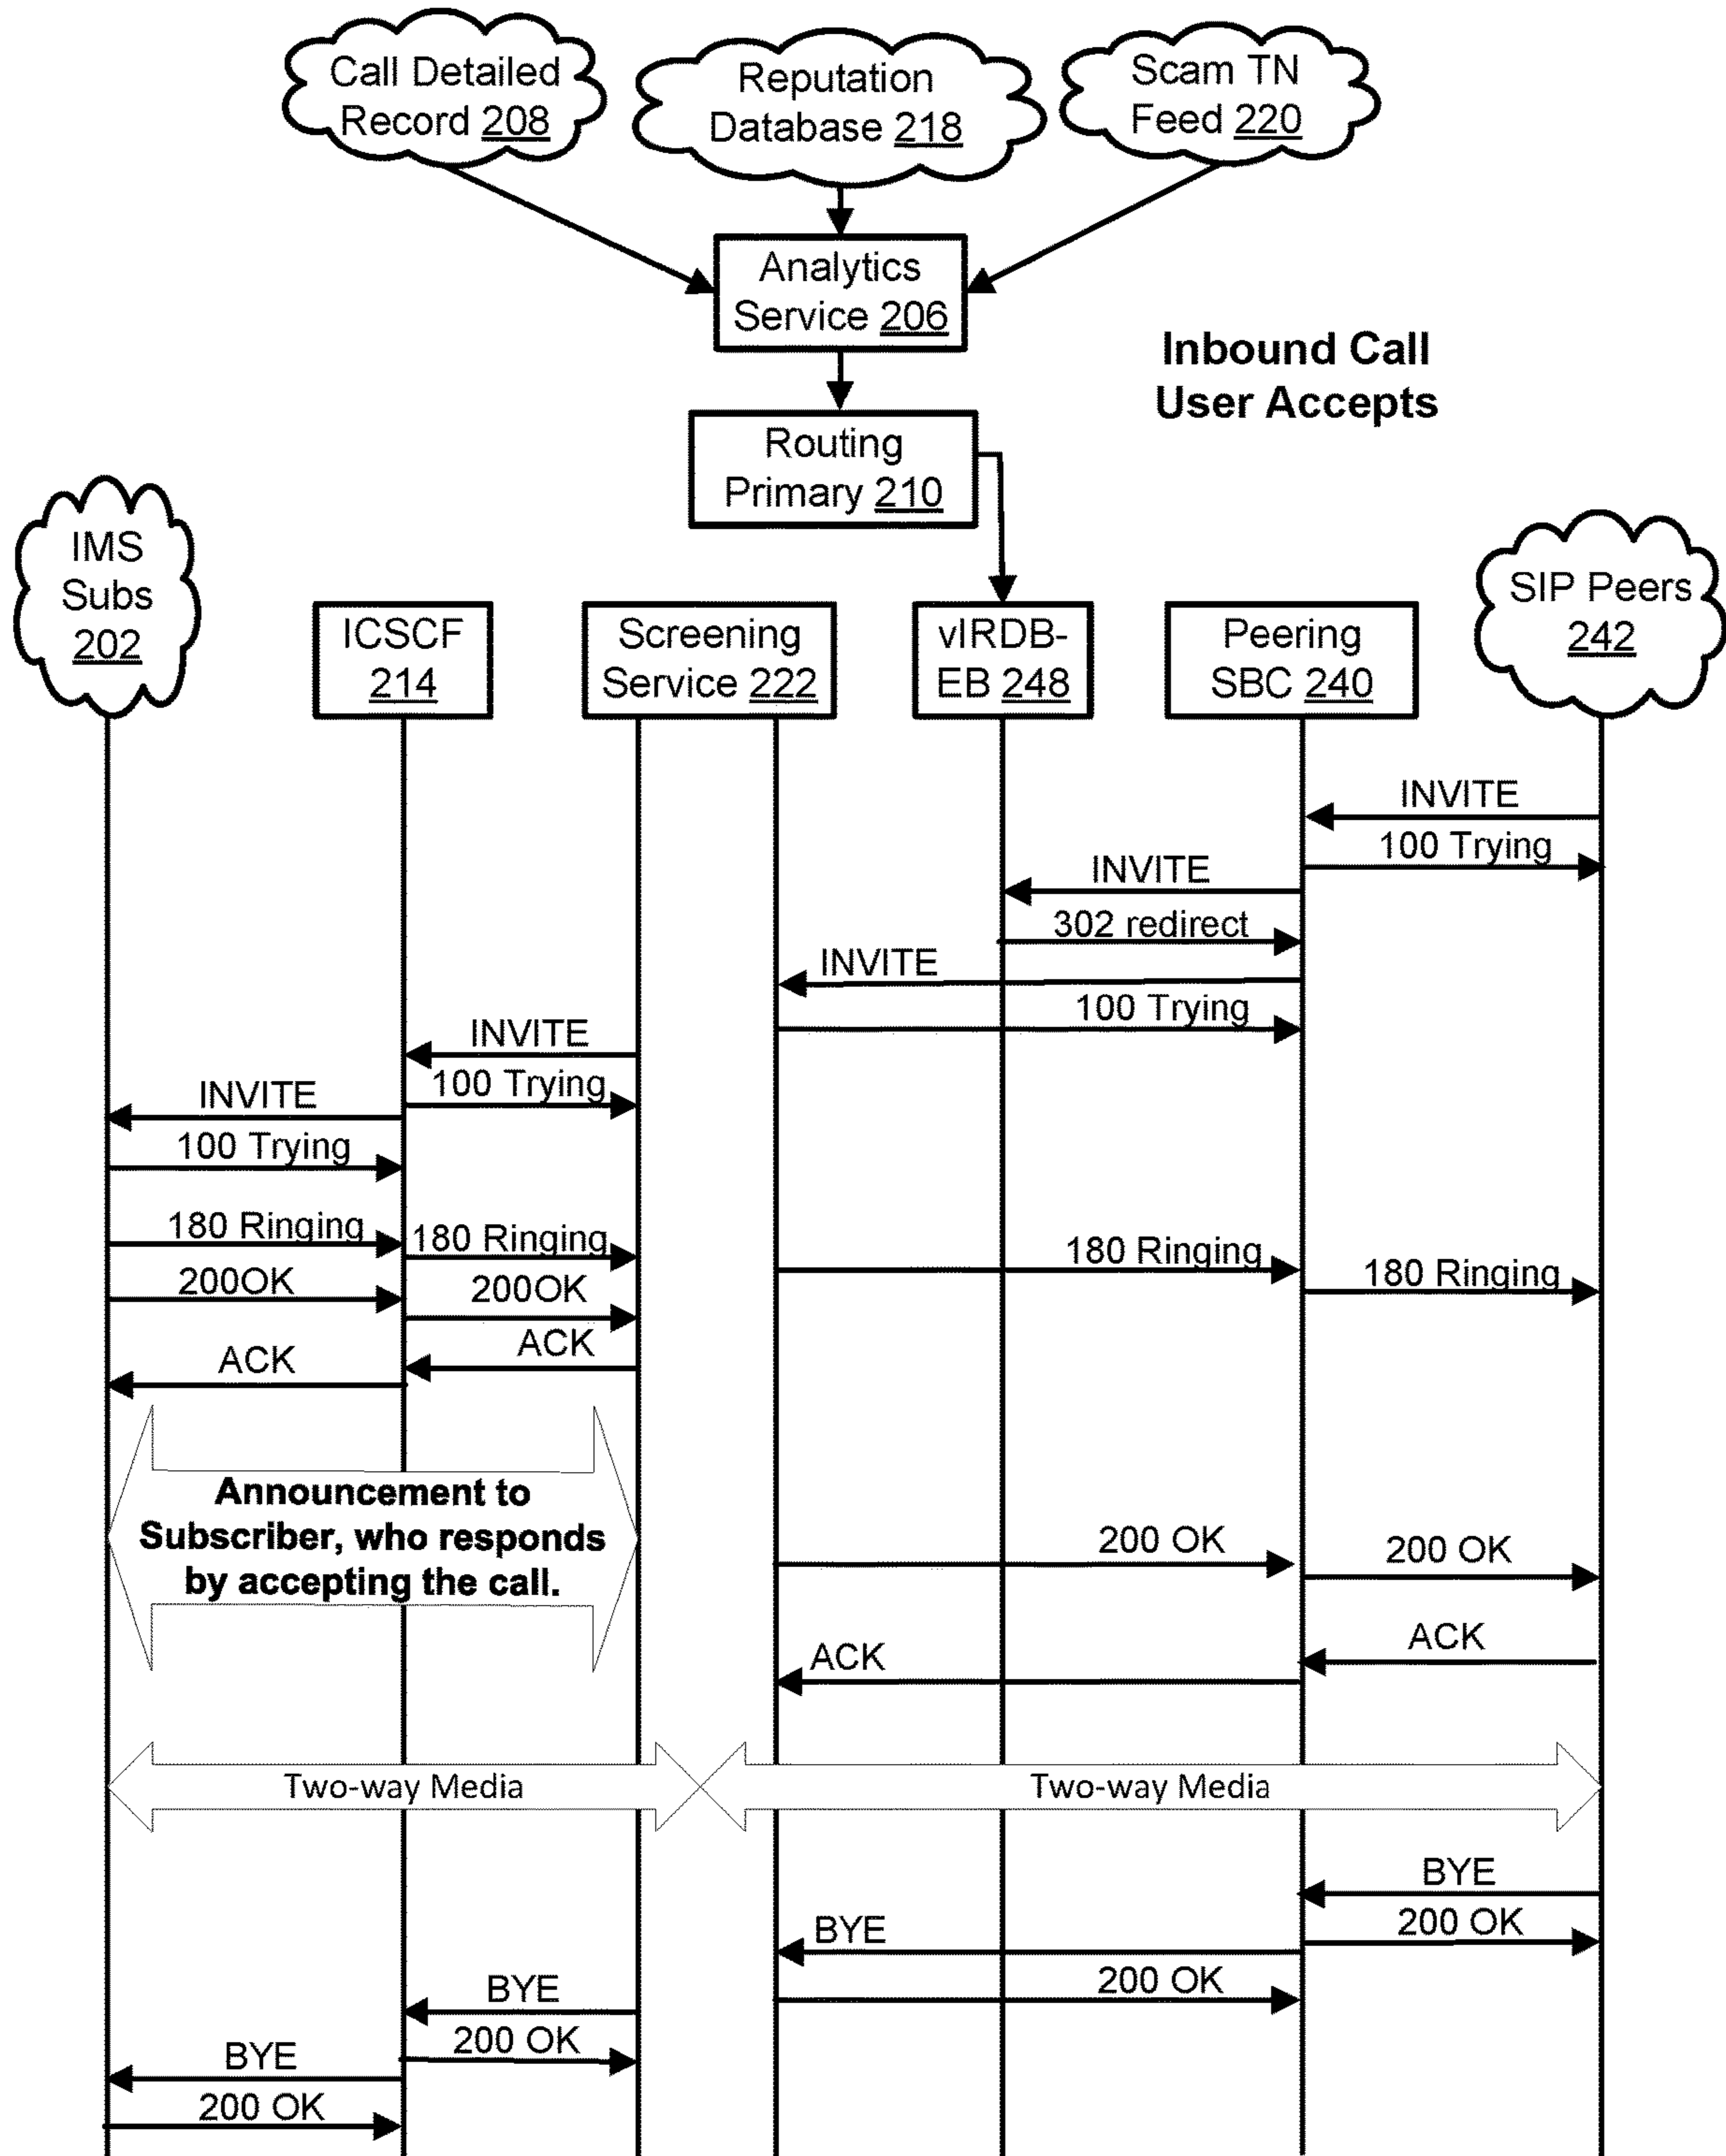 Call Detailed
Record 208
Reputation
Database 218
Scam TN
Feed 220
Analytics
Service 206
Inbound Call
User Accepts
Routing
Primary 210
IMS
Subs
202
ICSCF
214
Screening
Service 222
vIRDB-
EB 248
Peering
SBC 240
SIP Peers
242
INVITE
100 Trying
INVITE
302 redirect
INVITE
100 Trying
INVITE
100 Trying
INVITE
100 Trying
180 Ringing
180 Ringing
180 Ringing
180 Ringing
200OK
200OK
ACK
ACK
Announcement to
Subscriber, who responds
by accepting the call.
200 OK
200 OK
ACK
ACK
Two-way Media
Two-way Media
BYE
200 OK
BYE
200 OK
BYE
200 OK
BYE
200 OK